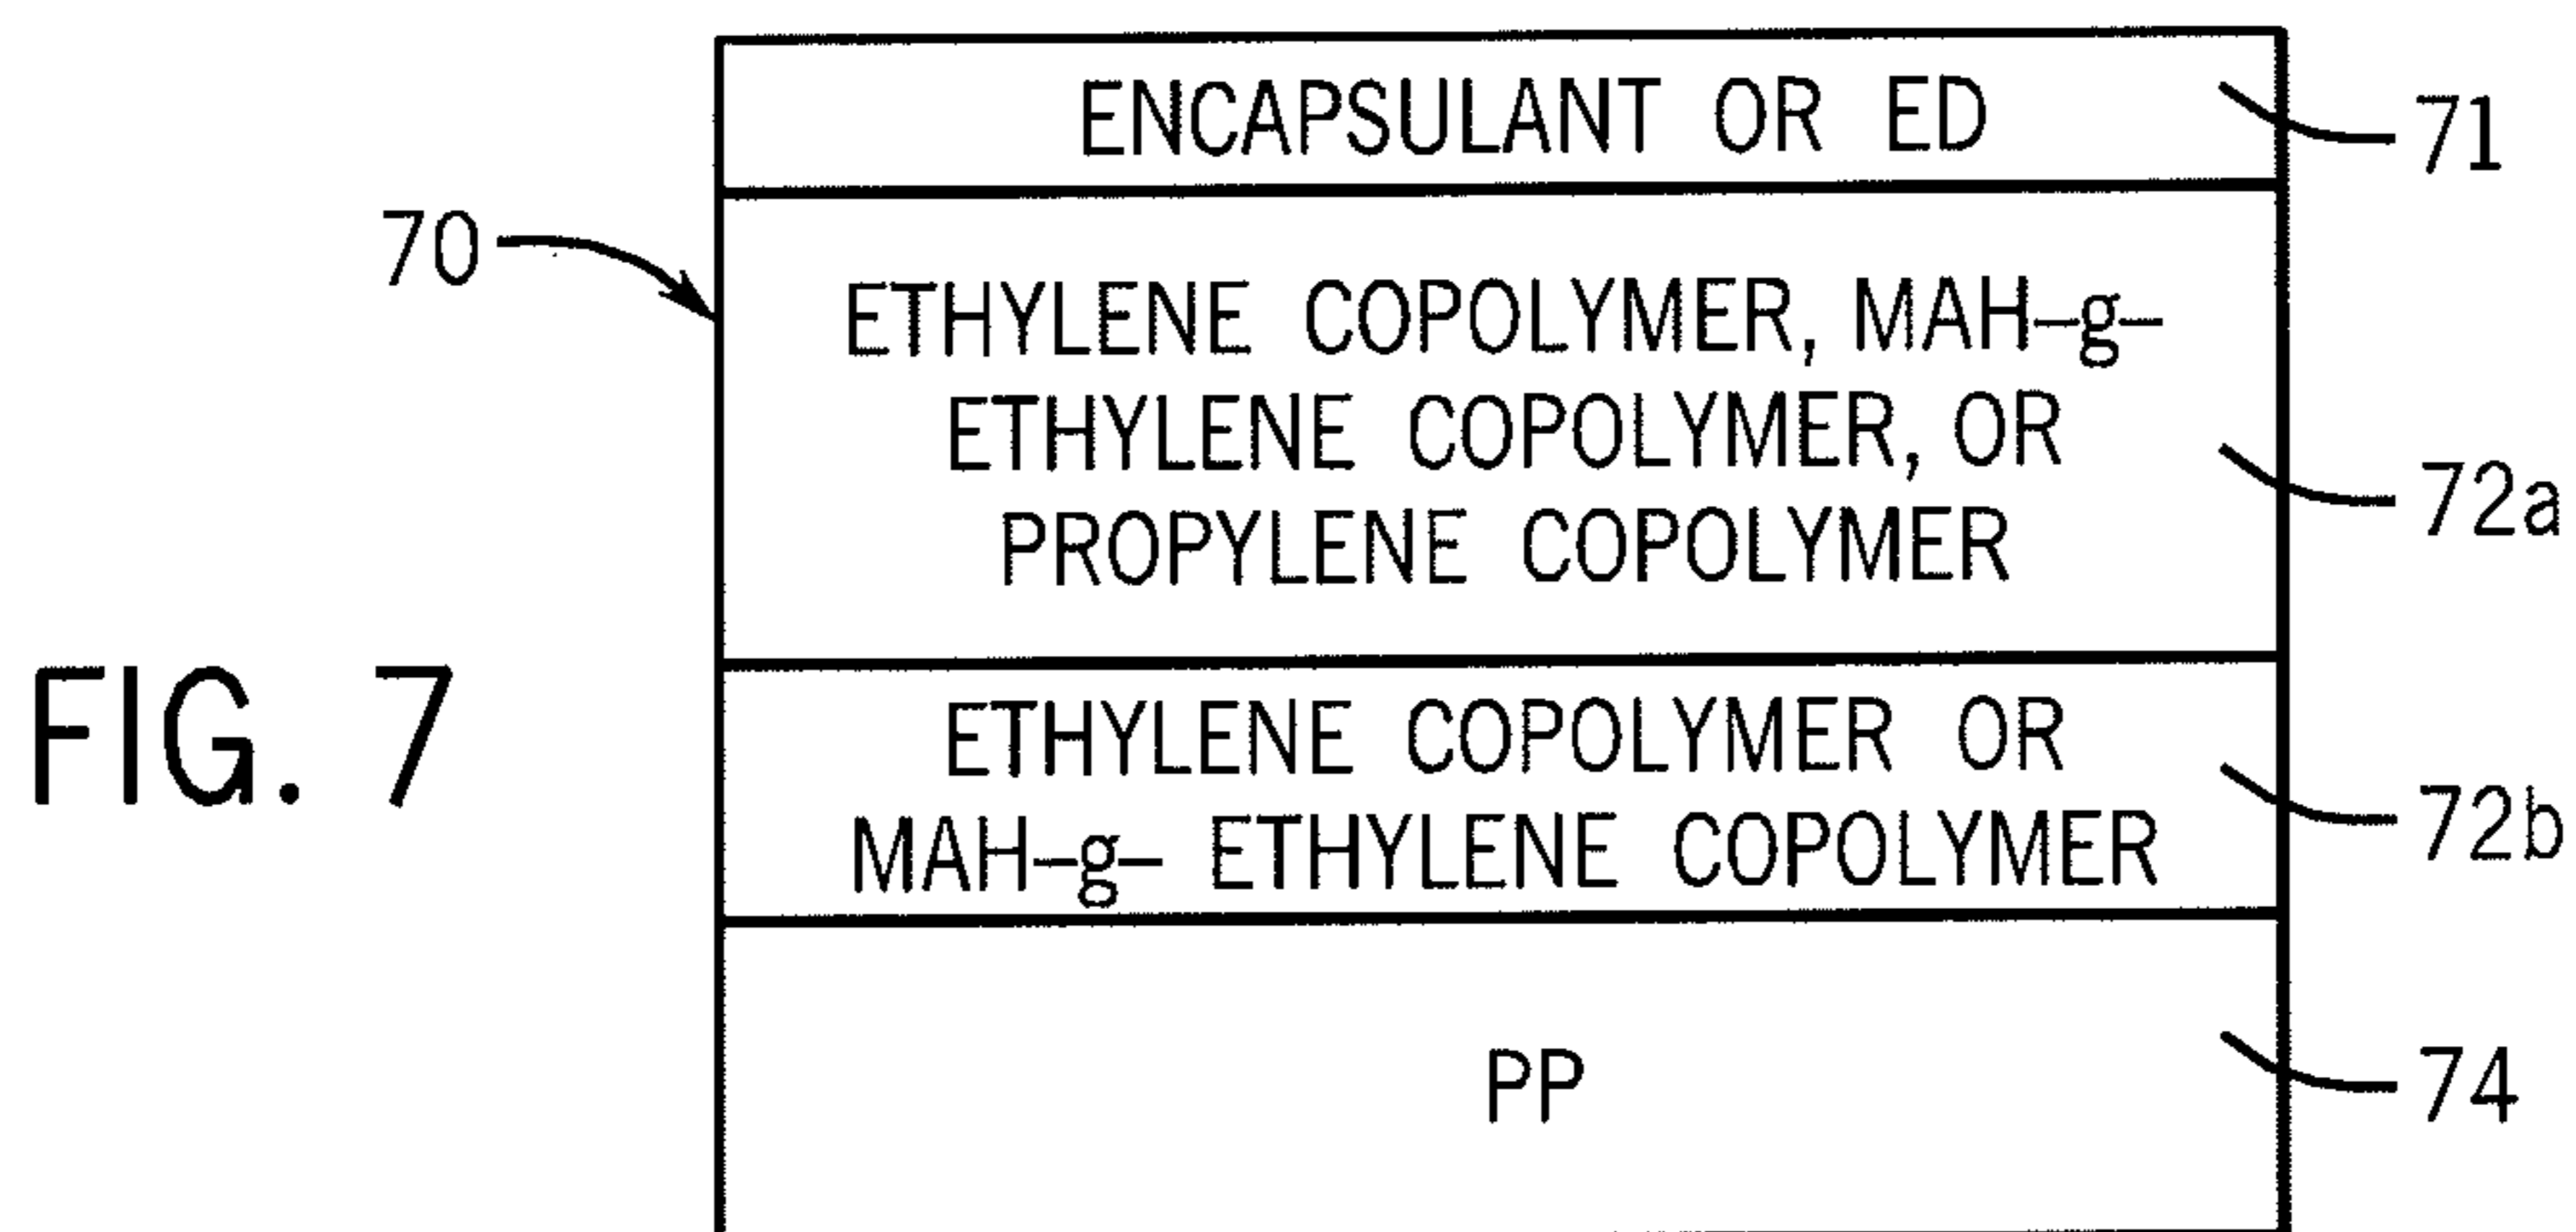 ENCAPSULANT OR ED
71
70
ETHYLENE COPOLYMER, MAH-g-
ETHYLENE COPOLYMER, OR
PROPYLENE COPOLYMER
72a
FIG. 7
ETHYLENE COPOLYMER OR
MAH-g- ETHYLENE COPOLYMER
72b
PP
74